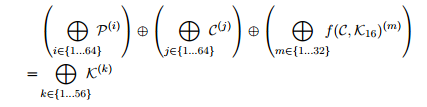 (⨁_{i∈{1...64}} 𝒫^{(i)}) ⊕ (⨁_{j∈{1...64}} 𝒞^{(j)}) ⊕ (⨁_{m∈{1...32}} f(𝒞, 𝒦_{16})^{(m)})
= ⨁_{k∈{1...56}} 𝒦^{(k)}